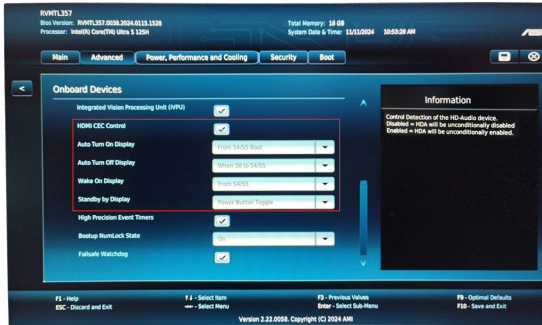 RVMTL357
Bios Version: RVMTL357.0038.2024.0115.1528
Processor: Intel(R) Core(TM) Ultra 5 125H
Total Memory: 16 GB
System Date & Time: 11/11/2024 10:53:28 AM
Main Advanced Power, Performance and Cooling Security Boot
<
Onboard Devices
Integrated Vision Processing Unit (iVPU)
HDMI CEC Control
Auto Turn On Display From S4/S5 Boot
Auto Turn Off Display When S0 to S4/S5
Wake On Display From S4/S5
Standby by Display Power Button Toggle
High Precision Event Timers
Bootup NumLock State On
Failsafe Watchdog
Information
Control Detection of the HD-Audio device.
Disabled = HDA will be unconditionally disabled
Enabled = HDA will be unconditionally enabled.
F1 - Help
ESC - Discard and Exit
↑↓ - Select Item
→← - Select Menu
F3 - Previous Values
Enter - Select Sub-Menu
F9 - Optimal Defaults
F10 - Save and Exit
Version 2.22.0058. Copyright (C) 2024 AMI